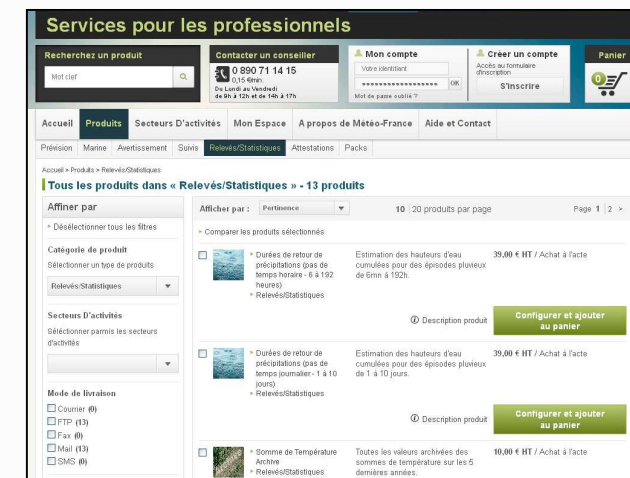 Services pour les professionnels
Recherchez un produit
Mot clef
Contacter un conseiller
0 890 71 14 15
0,15 €/min.
Du Lundi au Vendredi
de 9h à 12h et de 14h à 17h
Mon compte
Votre identifiant
OK
Mot de passe oublié ?
Créer un compte
Accès au formulaire
d'inscription
S'inscrire
Panier
0
Accueil Produits Secteurs D'activités Mon Espace A propos de Météo-France Aide et Contact
Prévision Marine Avertissement Suivis Relevés/Statistiques Attestations Packs
Accueil > Produits > Relevés/Statistiques
Tous les produits dans « Relevés/Statistiques » - 13 produits
Affiner par
Désélectionner tous les filtres
Catégorie de produit
Sélectionner un type de produits
Relevés/Statistiques
Secteurs D'activités
Séléctionner parmis les secteurs
d'activités
Mode de livraison
Courrier (0)
FTP (13)
Fax (0)
Mail (13)
SMS (0)
Afficher par : Pertinence 10 | 20 produits par page Page 1 | 2 >
Comparer les produits sélectionnés
Durées de retour de
précipitations (pas de
temps horaire - 6 à 192
heures)
Relevés/Statistiques
Estimation des hauteurs d'eau
cumulées pour des épisodes pluvieux
de 6mn à 192h.
39,00 € HT / Achat à l'acte
Description produit
Configurer et ajouter
au panier
Durées de retour de
précipitations (pas de
temps journalier - 1 à 10
jours)
Relevés/Statistiques
Estimation des hauteurs d'eau
cumulées pour des épisodes pluvieux
de 1 à 10 jours.
39,00 € HT / Achat à l'acte
Description produit
Configurer et ajouter
au panier
Somme de Température
Archive
Relevés/Statistiques
Toutes les valeurs archivées des
sommes de température sur les 5
dernières années.
10,00 € HT / Achat à l'acte